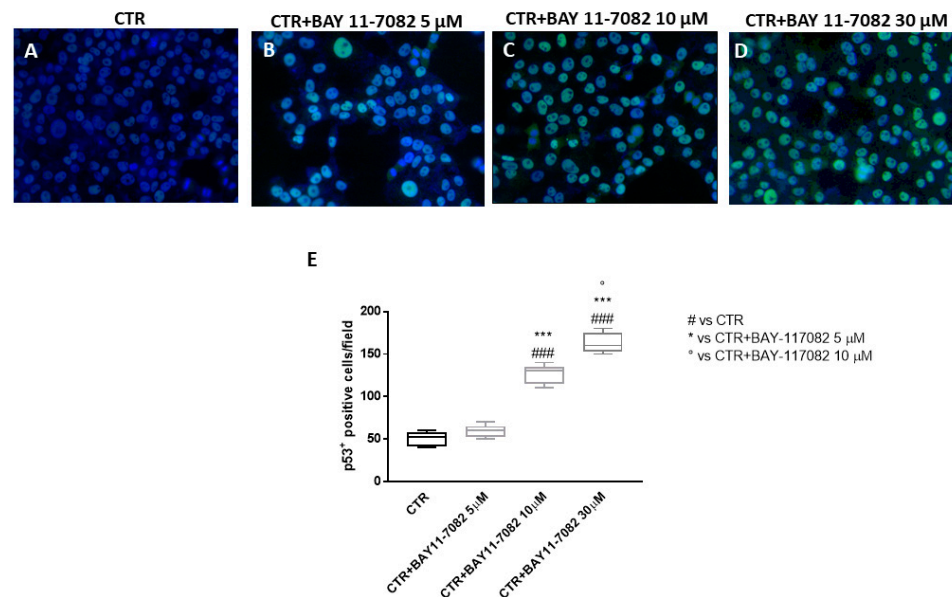 CTR
CTR+BAY 11-7082 5 μM
CTR+BAY 11-7082 10 μM
CTR+BAY 11-7082 30 μM
A
B
C
D
E
p53+ positive cells/field
200
150
100
50
0
***
###
°
***
###
CTR
CTR+BAY11-7082 5μM
CTR+BAY11-7082 10μM
CTR+BAY11-7082 30μM
# vs CTR
* vs CTR+BAY-117082 5 μM
° vs CTR+BAY-117082 10 μM